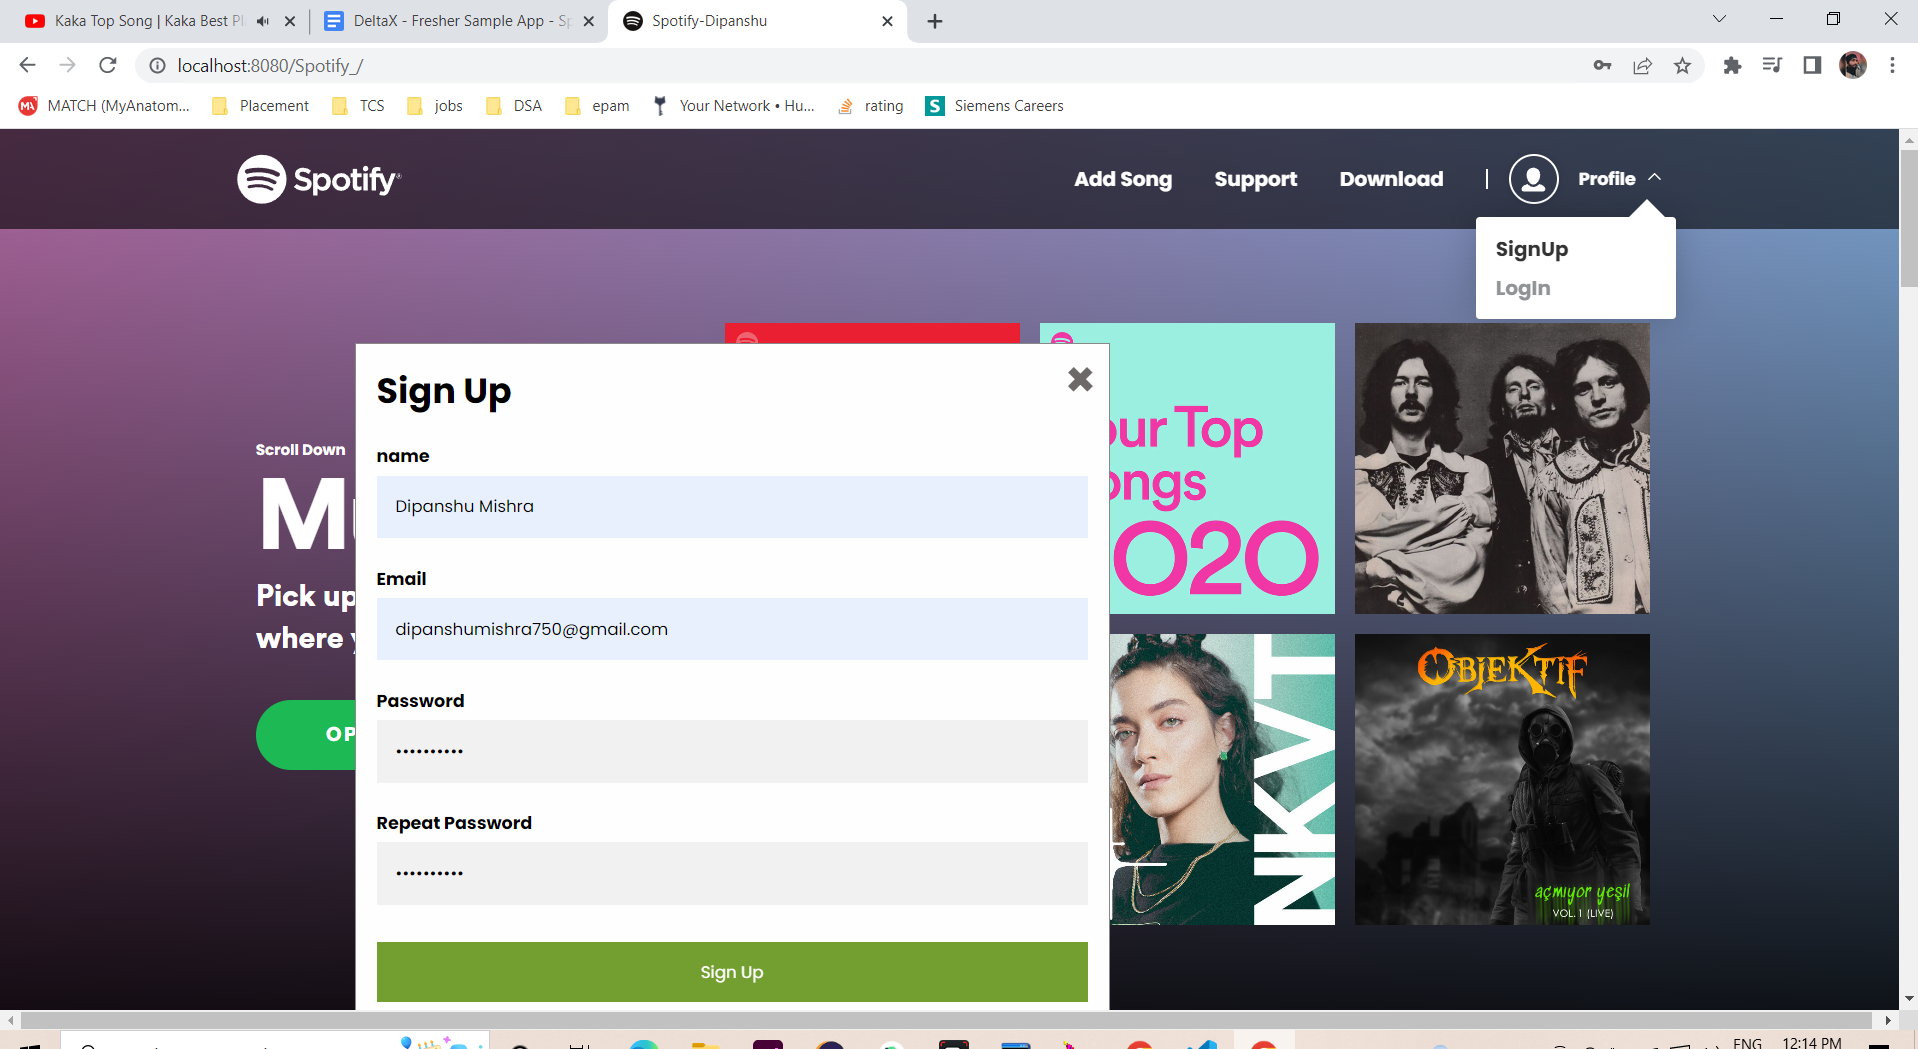 Kaka Top Song | Kaka Best Pl
DeltaX - Fresher Sample App - Sp
Spotify-Dipanshu
localhost:8080/Spotify_/
MATCH (MyAnatom...
Placement
TCS
jobs
DSA
epam
Your Network • Hu...
rating
S
Siemens Careers
Spotify®
Add Song
Support
Download
|
Profile
SignUp
LogIn
Sign Up
name
Dipanshu Mishra
Email
dipanshumishra750@gmail.com
Password
••••••••••
Repeat Password
••••••••••
Sign Up
Scroll Down
Mu
Pick up
where y
OP
our Top
ongs
2020
NKVT
OBJEKTIF
açmıyor yeşil
VOL. 1 (LIVE)
ENG
12:14 PM